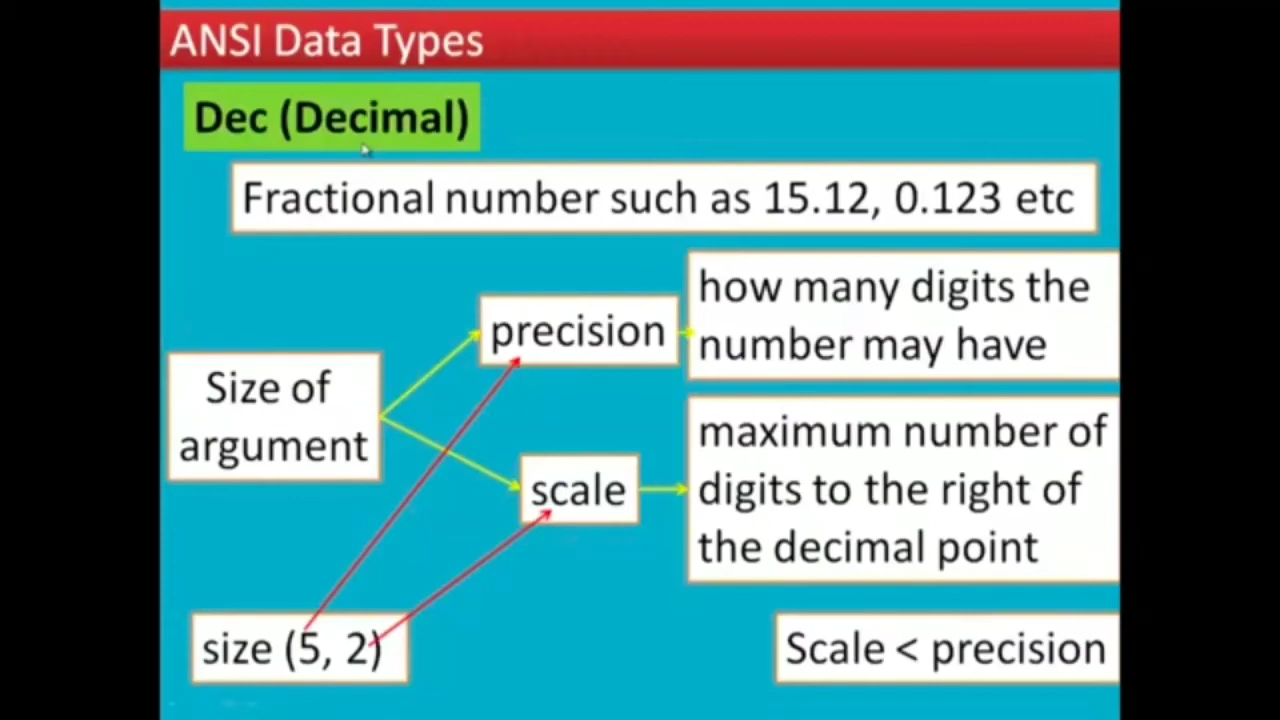 ANSI Data Types
Dec (Decimal)
Fractional number such as 15.12, 0.123 etc
Size of
argument
precision
how many digits the
number may have
scale
maximum number of
digits to the right of
the decimal point
size (5, 2)
Scale < precision